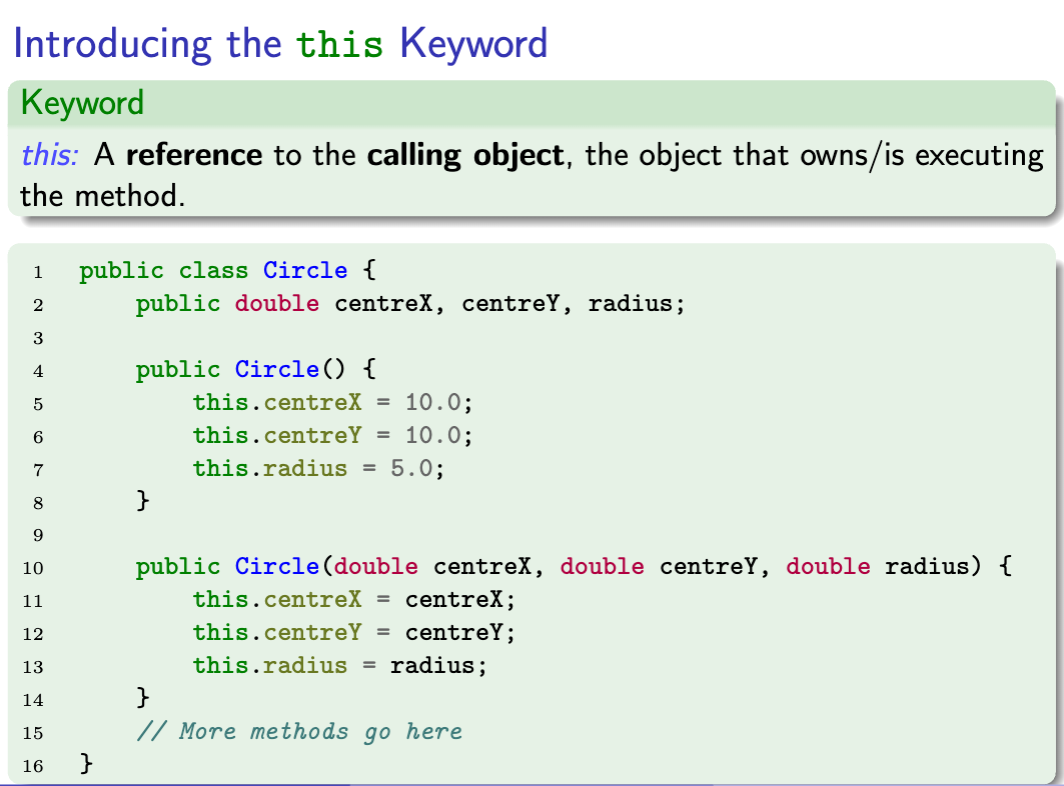 Introducing the this Keyword
Keyword
this: A reference to the calling object, the object that owns/is executing
the method.
1 public class Circle {
2 public double centreX, centreY, radius;
3
4 public Circle() {
5 this.centreX = 10.0;
6 this.centreY = 10.0;
7 this.radius = 5.0;
8 }
9
10 public Circle(double centreX, double centreY, double radius) {
11 this.centreX = centreX;
12 this.centreY = centreY;
13 this.radius = radius;
14 }
15 // More methods go here
16 }